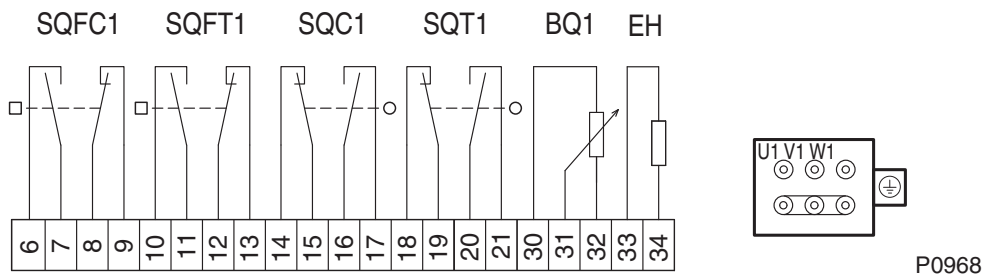 SQFC1 SQFT1 SQC1 SQT1 BQ1 EH
U1 V1 W1
6 7 8 9 10 11 12 13 14 15 16 17 18 19 20 21 30 31 32 33 34
P0968